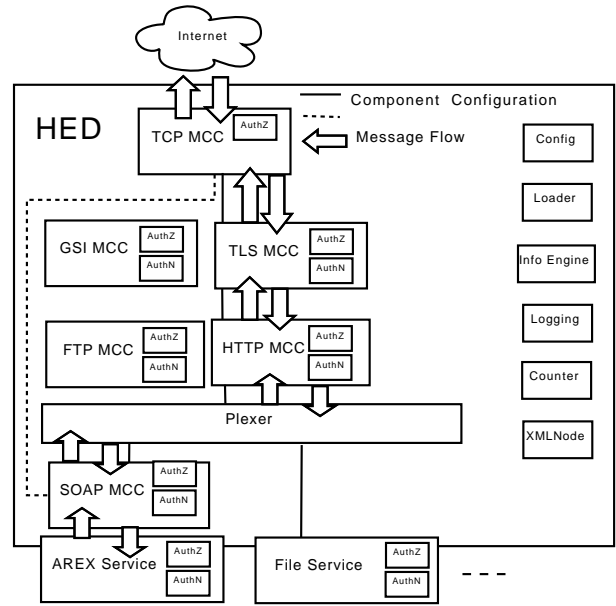 Internet
Component Configuration
HED
TCP MCC
AuthZ
Message Flow
Config
Loader
GSI MCC
AuthZ
AuthN
TLS MCC
AuthZ
AuthN
Info Engine
Logging
FTP MCC
AuthZ
AuthN
HTTP MCC
AuthZ
AuthN
Counter
Plexer
XMLNode
SOAP MCC
AuthZ
AuthN
AREX Service
AuthZ
AuthN
File Service
AuthZ
AuthN